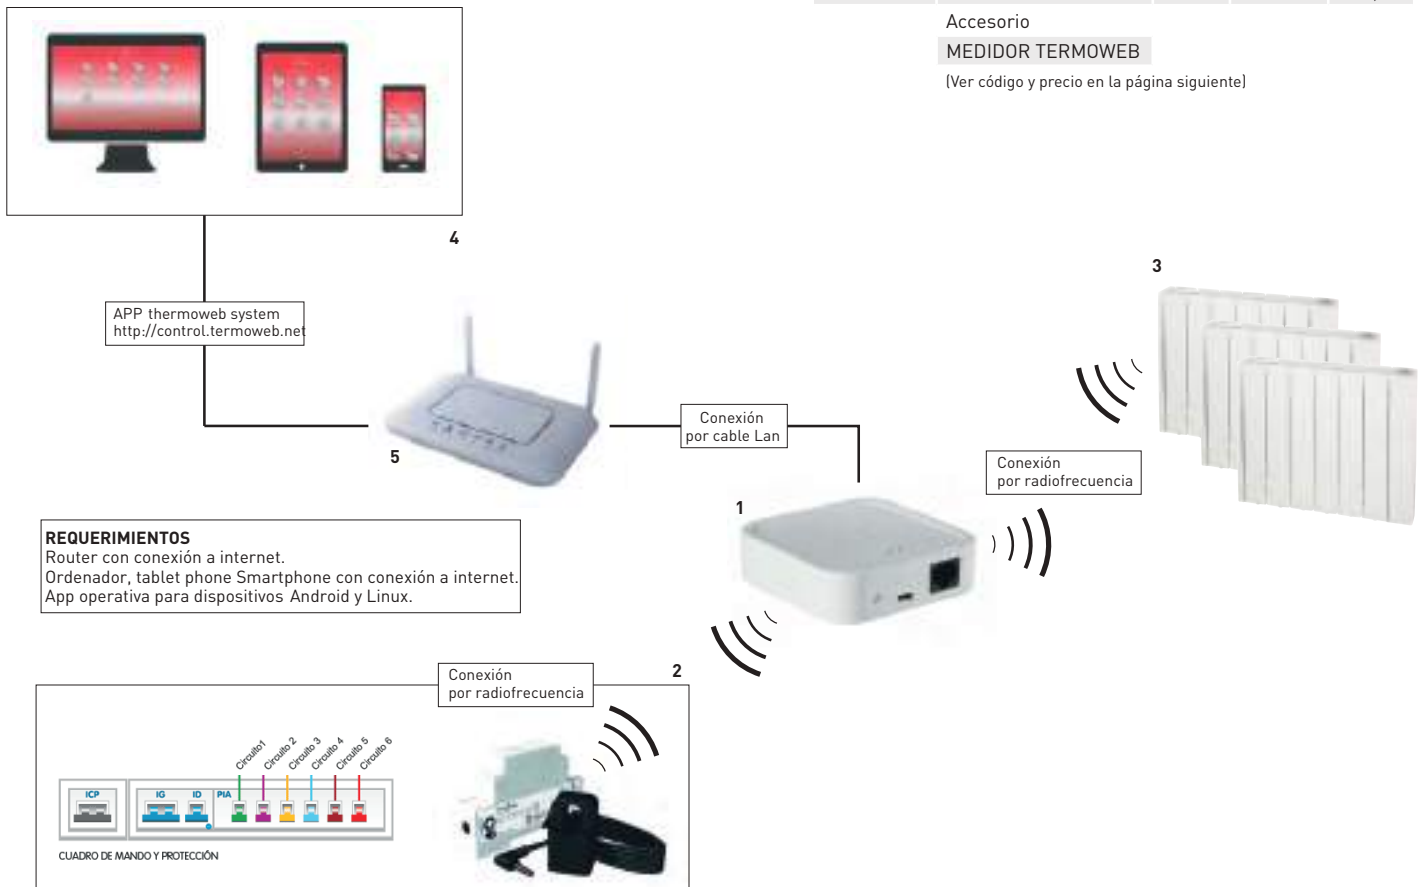 Accesorio
MEDIDOR TERMOWEB
(Ver código y precio en la página siguiente)
4
3
APP thermoweb system
http://control.termoweb.net
Conexión
por cable Lan
5
Conexión
por radiofrecuencia
1
REQUERIMIENTOS
Router con conexión a internet.
Ordenador, tablet phone Smartphone con conexión a internet.
App operativa para dispositivos Android y Linux.
2
Conexión
por radiofrecuencia
Circuito1
Circuito 2
Circuito 3
Circuito 4
Circuito 5
Circuito 6
ICP
IG
ID
PIA
CUADRO DE MANDO Y PROTECCIÓN